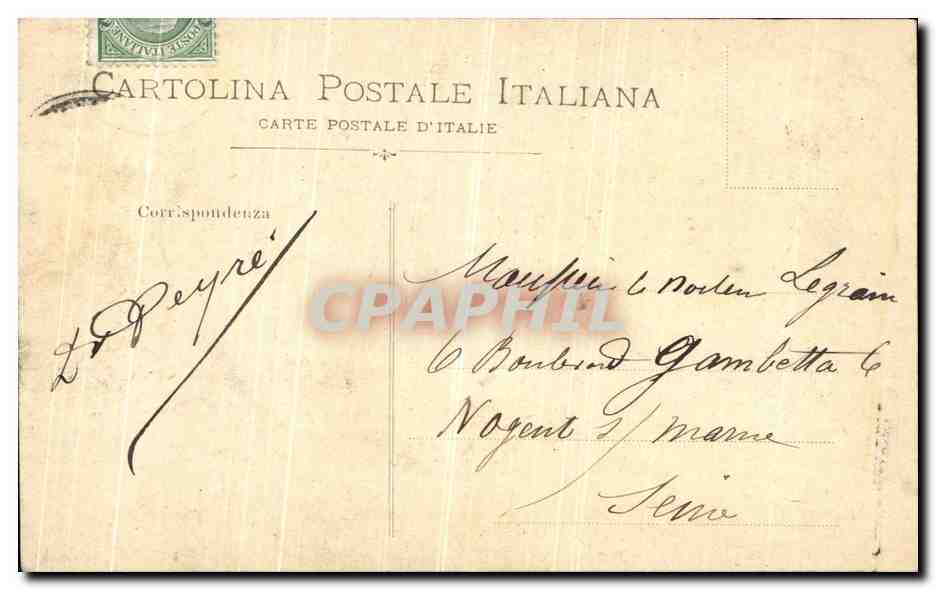 POSTE ITALIANE
CARTOLINA POSTALE ITALIANA
CARTE POSTALE D'ITALIE
Corrispondenza
Dr Peyré
CPAPHIL
Monsieur le Docteur Legrain
6 Boulevard Gambetta 6
Nogent s/ Marne
Seine